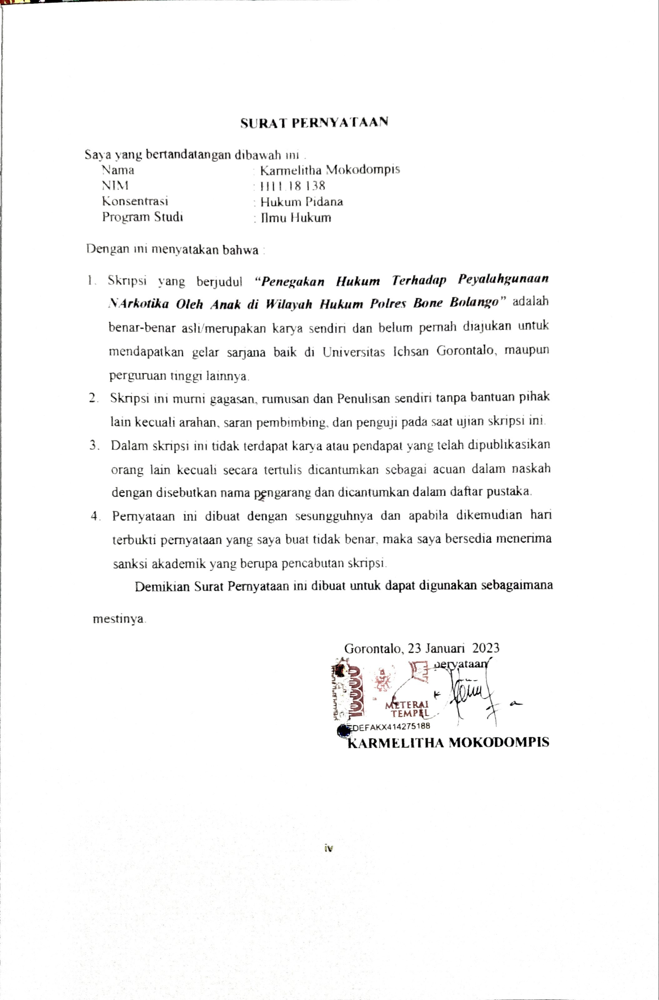 SURAT PERNYATAAN
Saya yang bertandatangan dibawah ini :
Nama : Karmelitha Mokodompis
NIM : H11.18.138
Konsentrasi : Hukum Pidana
Program Studi : Ilmu Hukum
Dengan ini menyatakan bahwa :
1. Skripsi yang berjudul “Penegakan Hukum Terhadap Peyalahgunaan
NArkotika Oleh Anak di Wilayah Hukum Polres Bone Bolango” adalah
benar-benar asli/merupakan karya sendiri dan belum pernah diajukan untuk
mendapatkan gelar sarjana baik di Universitas Ichsan Gorontalo, maupun
perguruan tinggi lainnya.
2. Skripsi ini murni gagasan, rumusan dan Penulisan sendiri tanpa bantuan pihak
lain kecuali arahan, saran pembimbing, dan penguji pada saat ujian skripsi ini.
3. Dalam skripsi ini tidak terdapat karya atau pendapat yang telah dipublikasikan
orang lain kecuali secara tertulis dicantumkan sebagai acuan dalam naskah
dengan disebutkan nama pengarang dan dicantumkan dalam daftar pustaka.
4. Pernyataan ini dibuat dengan sesungguhnya dan apabila dikemudian hari
terbukti pernyataan yang saya buat tidak benar, maka saya bersedia menerima
sanksi akademik yang berupa pencabutan skripsi.
Demikian Surat Pernyataan ini dibuat untuk dapat digunakan sebagaimana
mestinya.
Gorontalo, 23 Januari 2023
peryataan
10000
METERAI
TEMPEL
DEFAKX414275188
KARMELITHA MOKODOMPIS
iv